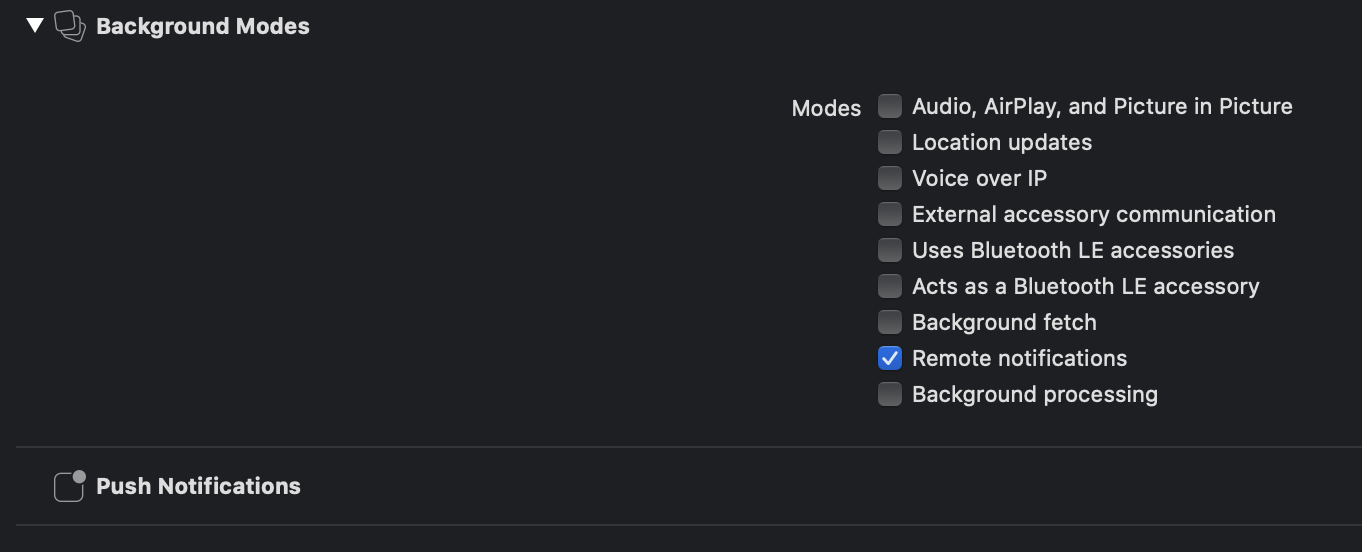 Background Modes
Modes
Audio, AirPlay, and Picture in Picture
Location updates
Voice over IP
External accessory communication
Uses Bluetooth LE accessories
Acts as a Bluetooth LE accessory
Background fetch
Remote notifications
Background processing
Push Notifications